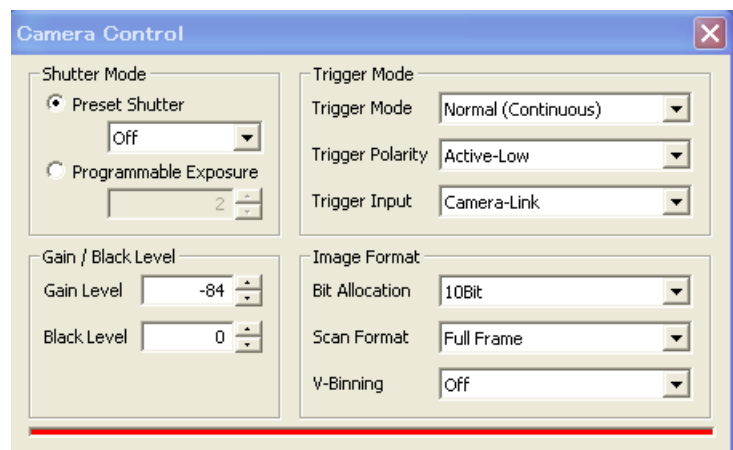 Camera Control
Shutter Mode
Preset Shutter
Off
Programmable Exposure
2
Trigger Mode
Trigger Mode Normal (Continuous)
Trigger Polarity Active-Low
Trigger Input Camera-Link
Gain / Black Level
Gain Level -84
Black Level 0
Image Format
Bit Allocation 10Bit
Scan Format Full Frame
V-Binning Off